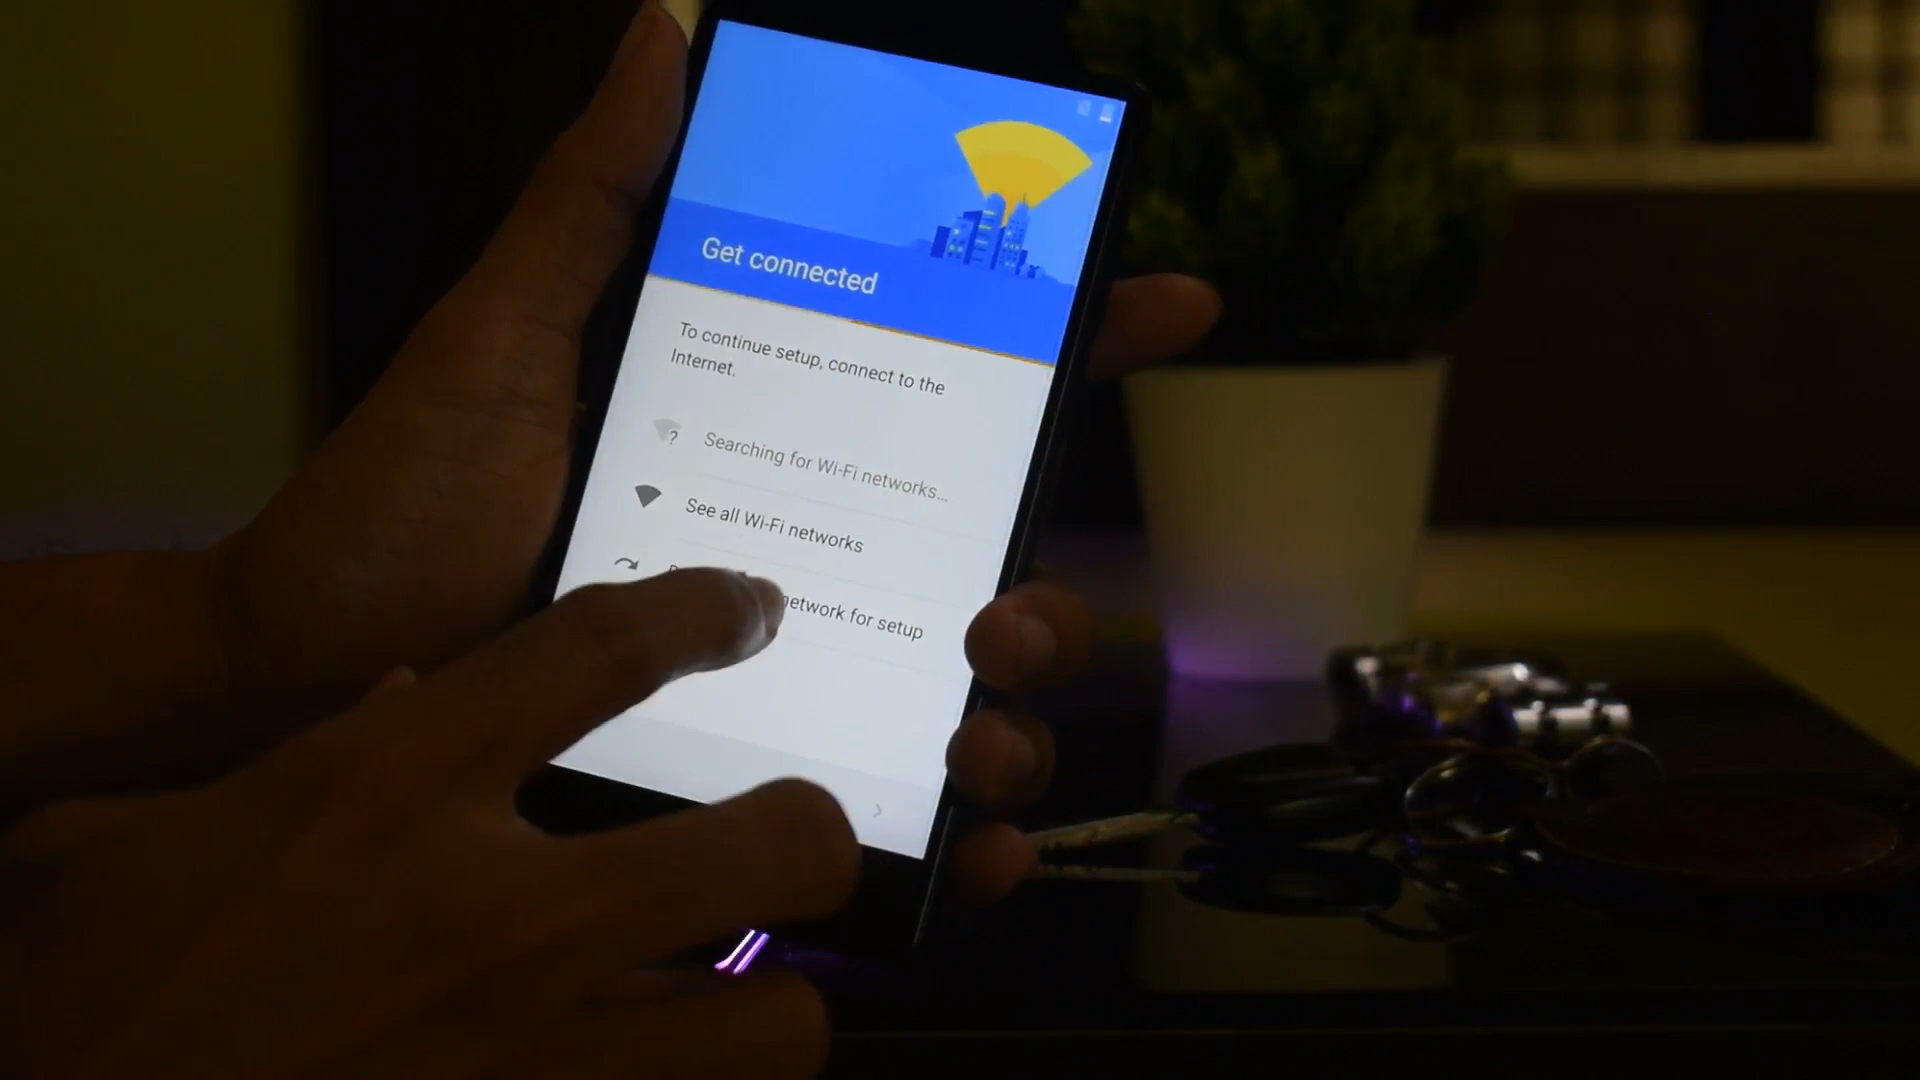 Get connected
To continue setup, connect to the
Internet.
?
Searching for Wi-Fi networks...
See all Wi-Fi networks
network for setup